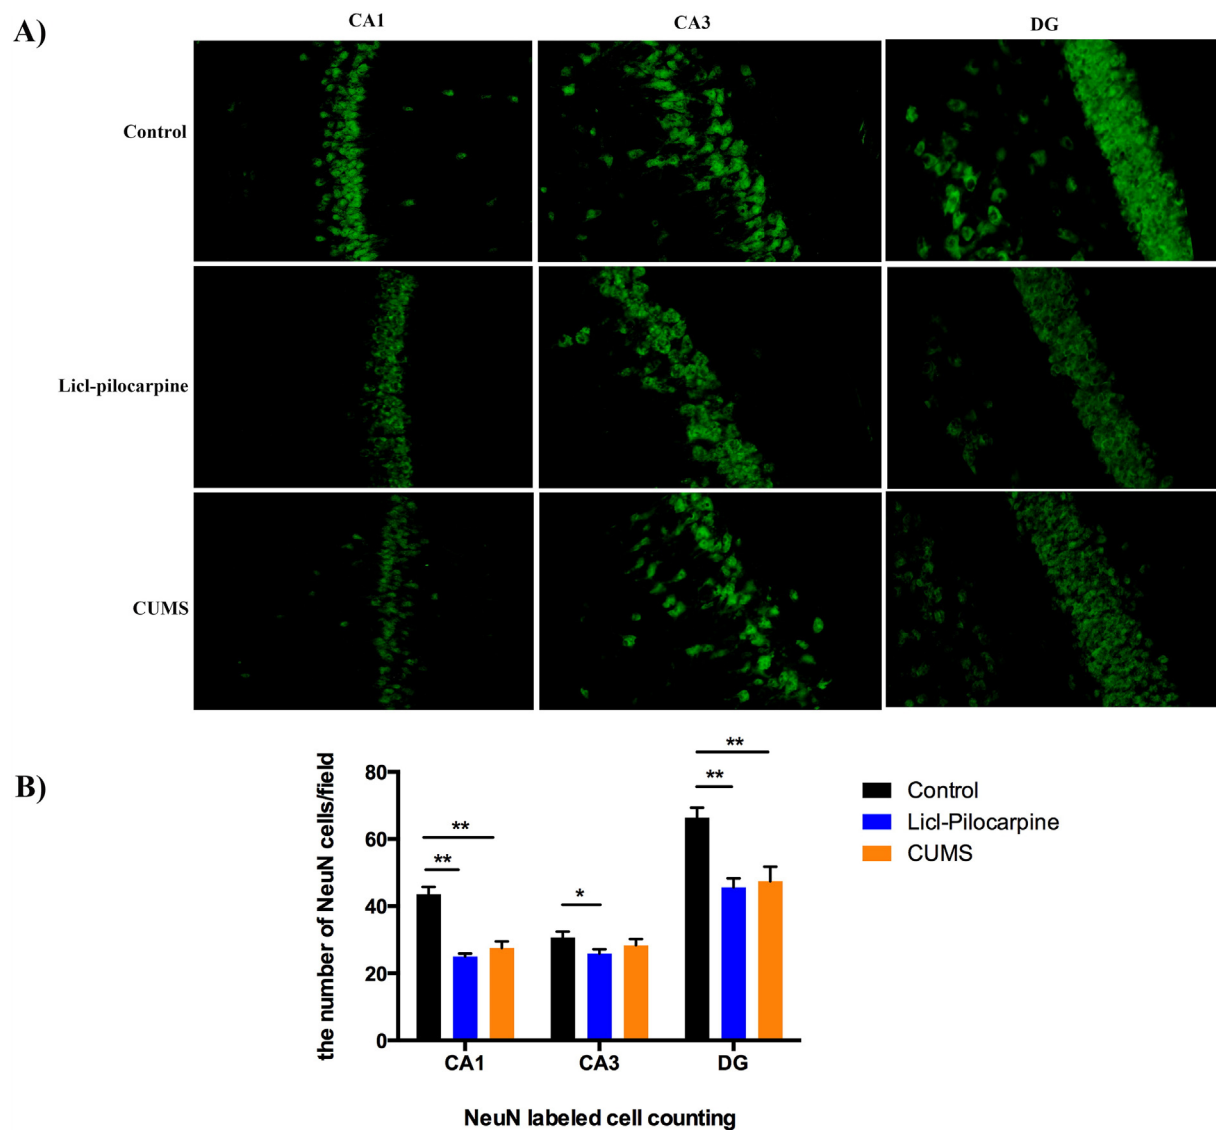 A)
CA1 CA3 DG
Control
Licl-pilocarpine
CUMS
B)
the number of NeuN cells/field
80
60
40
20
0
**
**
*
**
**
CA1 CA3 DG
NeuN labeled cell counting
Control
Licl-Pilocarpine
CUMS